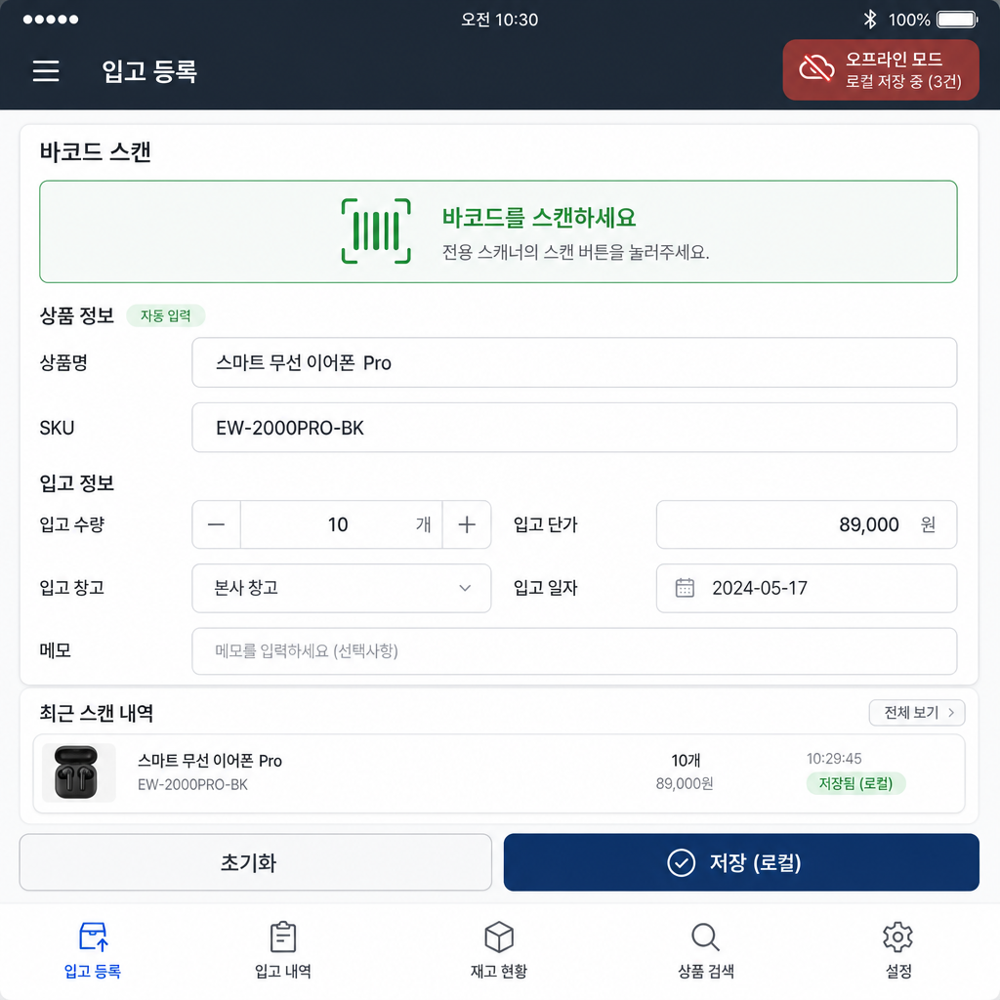 오전 10:30
100%
입고 등록
오프라인 모드
로컬 저장 중 (3건)
바코드 스캔
바코드를 스캔하세요
전용 스캐너의 스캔 버튼을 눌러주세요.
상품 정보 자동 입력
상품명 스마트 무선 이어폰 Pro
SKU EW-2000PRO-BK
입고 정보
입고 수량 10 개 입고 단가 89,000 원
입고 창고 본사 창고 입고 일자 2024-05-17
메모 메모를 입력하세요 (선택사항)
최근 스캔 내역 전체 보기
스마트 무선 이어폰 Pro 10개 10:29:45
EW-2000PRO-BK 89,000원 저장됨 (로컬)
초기화 저장 (로컬)
입고 등록 입고 내역 재고 현황 상품 검색 설정